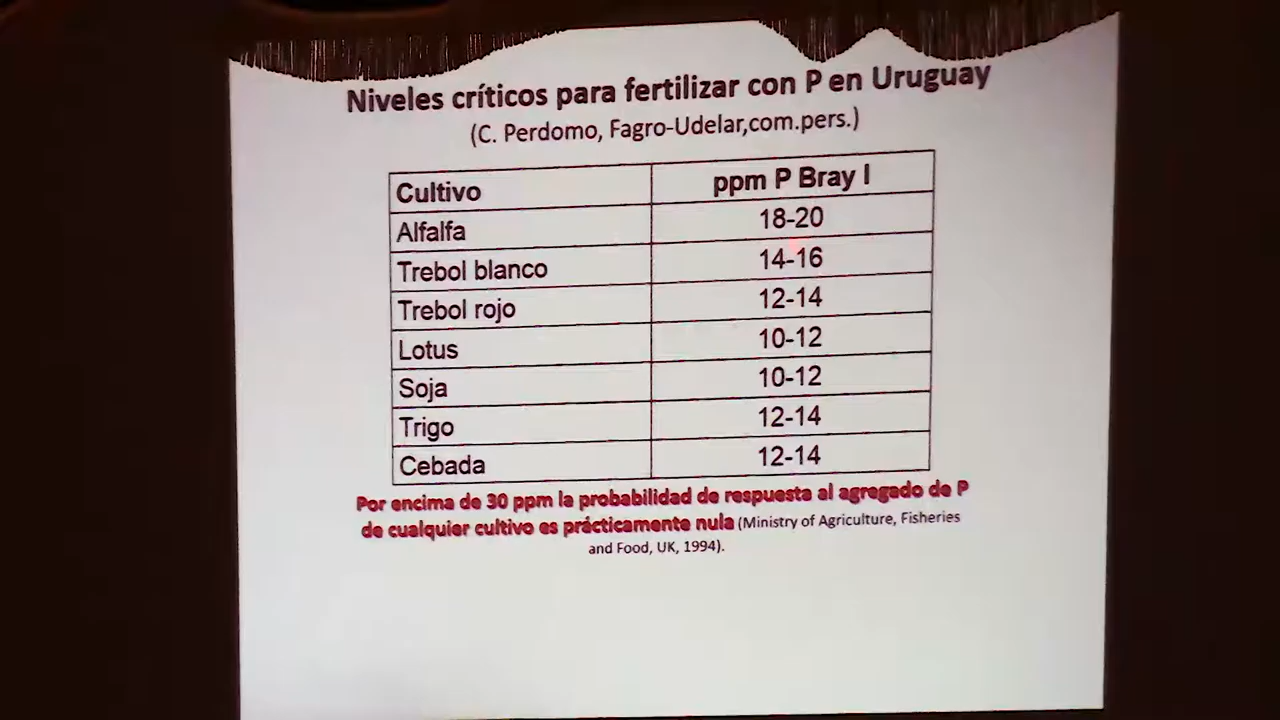 Niveles críticos para fertilizar con P en Uruguay
(C. Perdomo, Fagro-Udelar,com.pers.)
Cultivo ppm P Bray I
Alfalfa 18-20
Trebol blanco 14-16
Trebol rojo 12-14
Lotus 10-12
Soja 10-12
Trigo 12-14
Cebada 12-14
Por encima de 30 ppm la probabilidad de respuesta al agregado de P
de cualquier cultivo es prácticamente nula (Ministry of Agriculture, Fisheries
and Food, UK, 1994).